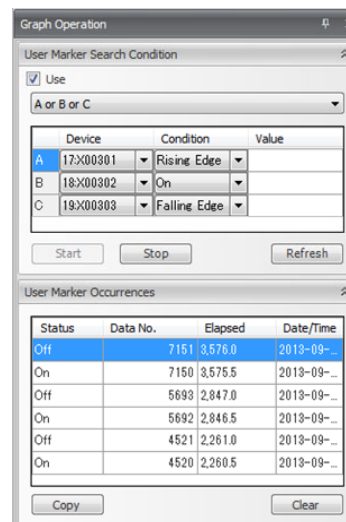 Graph Operation
User Marker Search Condition
Use
A or B or C
Device Condition Value
A 17:X00301 Rising Edge
B 18:X00302 On
C 19:X00303 Falling Edge
Start Stop Refresh
User Marker Occurrences
Status Data No. Elapsed Date/Time
Off 7151 3,576.0 2013-09-...
On 7150 3,575.5 2013-09-...
Off 5693 2,847.0 2013-09-...
On 5692 2,846.5 2013-09-...
Off 4521 2,261.0 2013-09-...
On 4520 2,260.5 2013-09-...
Copy Clear